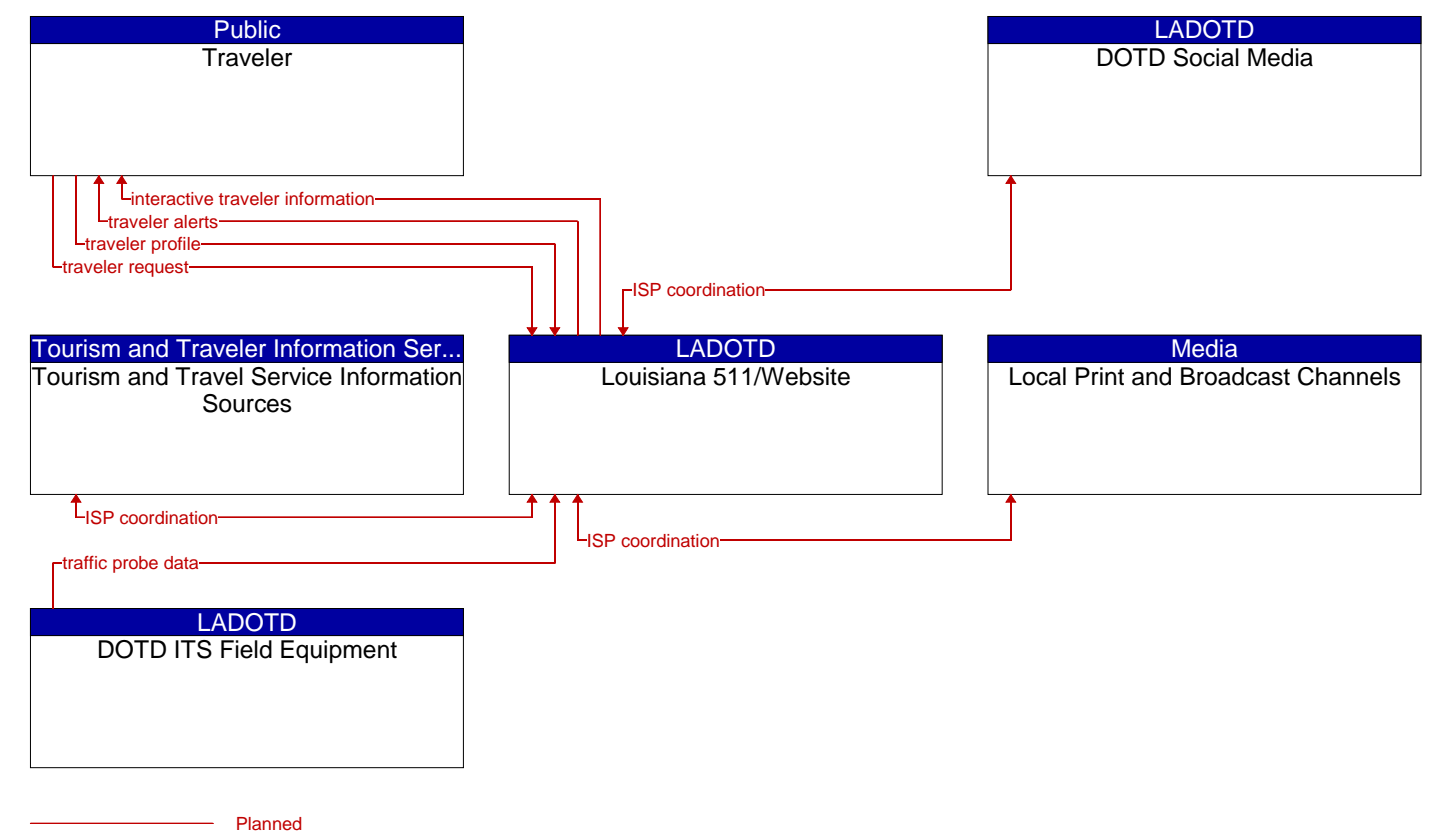 Public
Traveler
LADOTD
DOTD Social Media
interactive traveler information
traveler alerts
traveler profile
traveler request
ISP coordination
Tourism and Traveler Information Ser...
Tourism and Travel Service Information
Sources
LADOTD
Louisiana 511/Website
Media
Local Print and Broadcast Channels
ISP coordination
ISP coordination
traffic probe data
LADOTD
DOTD ITS Field Equipment
Planned